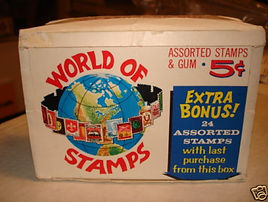 WORLD OF
STAMPS
ASSORTED STAMPS
& GUM • 5¢
EXTRA
BONUS!
24
ASSORTED
STAMPS
with last
purchase
from this box